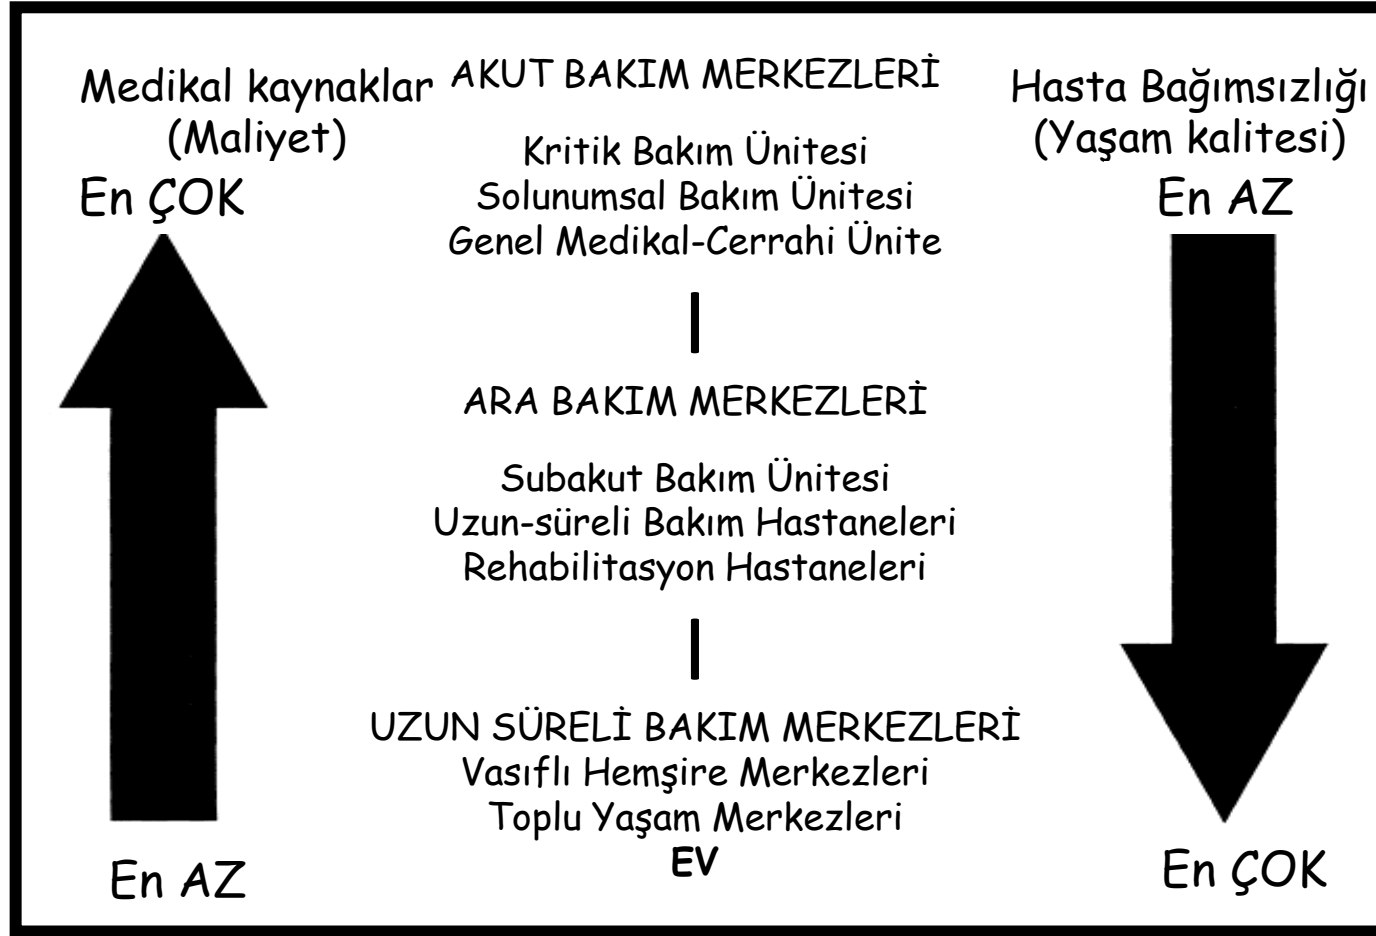 Medikal kaynaklar
(Maliyet)
En ÇOK
En AZ
AKUT BAKIM MERKEZLERİ
Kritik Bakım Ünitesi
Solunumsal Bakım Ünitesi
Genel Medikal-Cerrahi Ünite
ARA BAKIM MERKEZLERİ
Subakut Bakım Ünitesi
Uzun-süreli Bakım Hastaneleri
Rehabilitasyon Hastaneleri
UZUN SÜRELİ BAKIM MERKEZLERİ
Vasıflı Hemşire Merkezleri
Toplu Yaşam Merkezleri
EV
Hasta Bağımsızlığı
(Yaşam kalitesi)
En AZ
En ÇOK